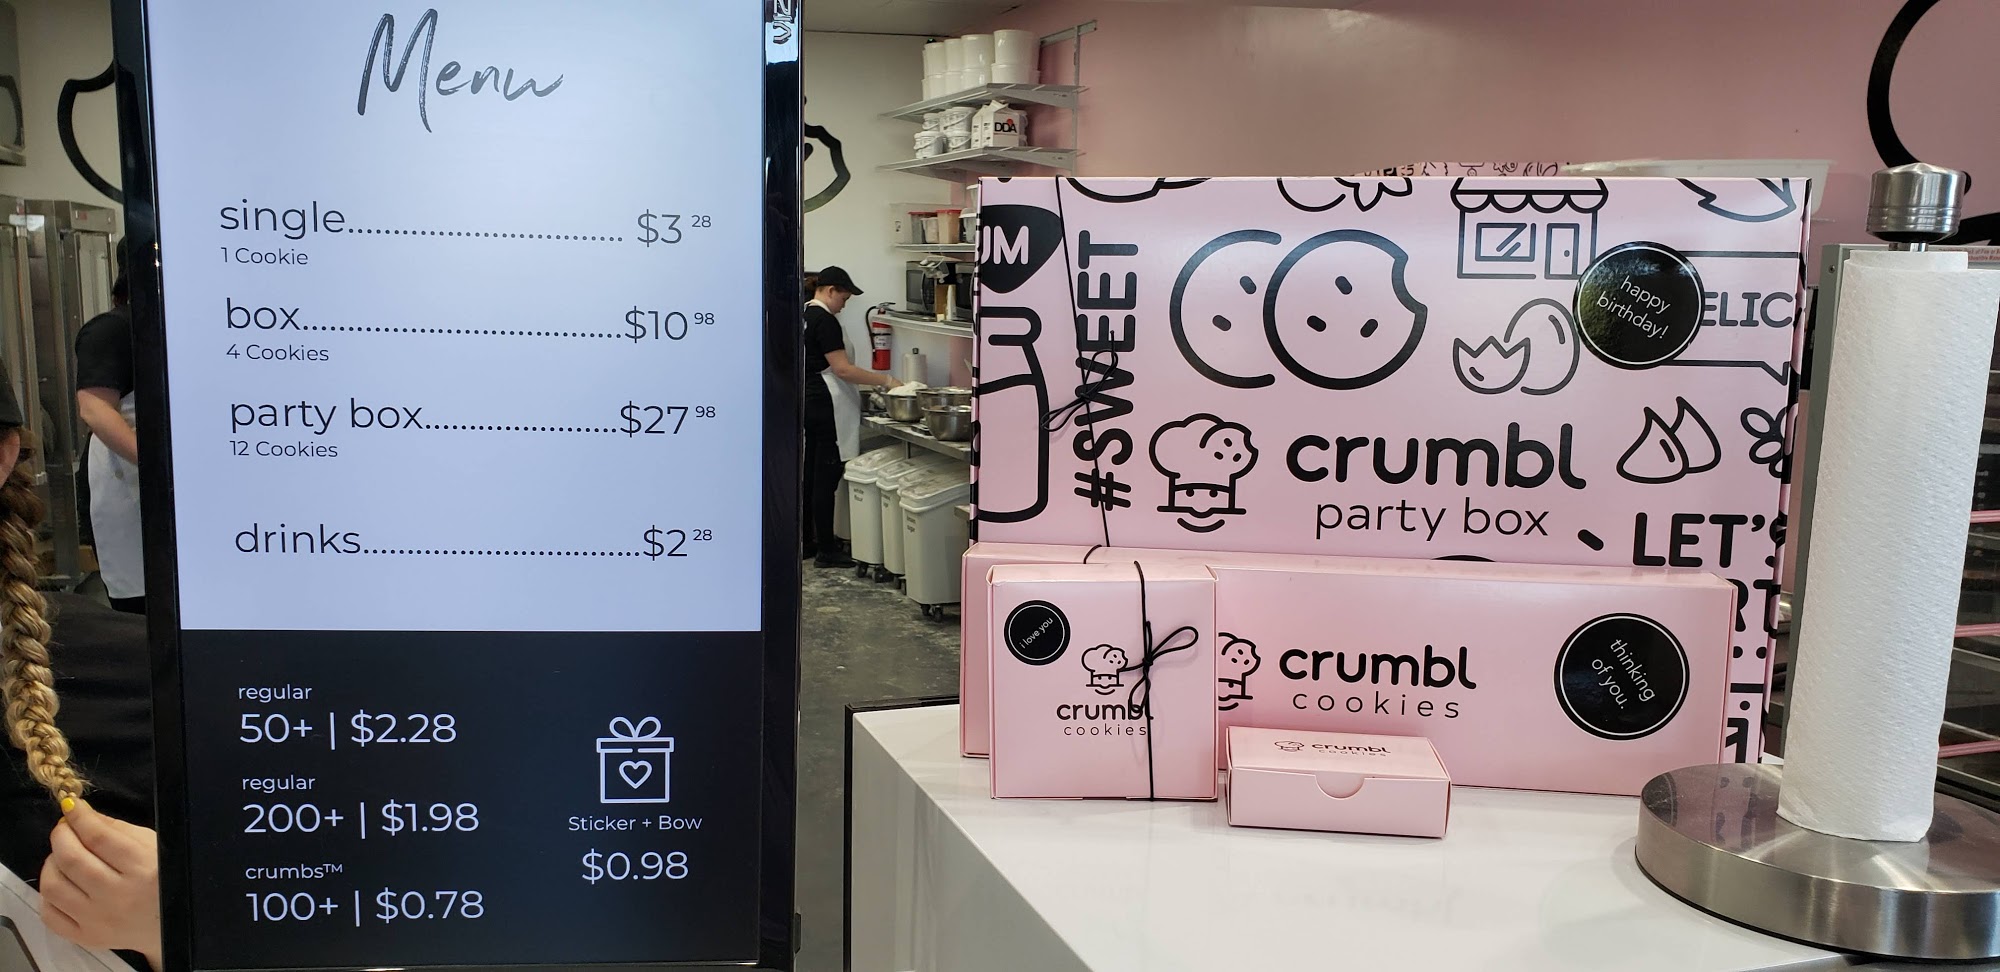 Menu
single.............................. $3 28
1 Cookie
box..................................$10 98
4 Cookies
party box....................$27 98
12 Cookies
drinks.............................$2 28
regular
50+ | $2.28
regular
200+ | $1.98
crumbs™
100+ | $0.78
Sticker + Bow
$0.98
DDA
UM
#SWEET
happy
birthday!
ELIC
crumbl
party box
LET'S
i love you
crumbl
cookies
crumbl
cookies
thinking
of you.
crumbl
cookies